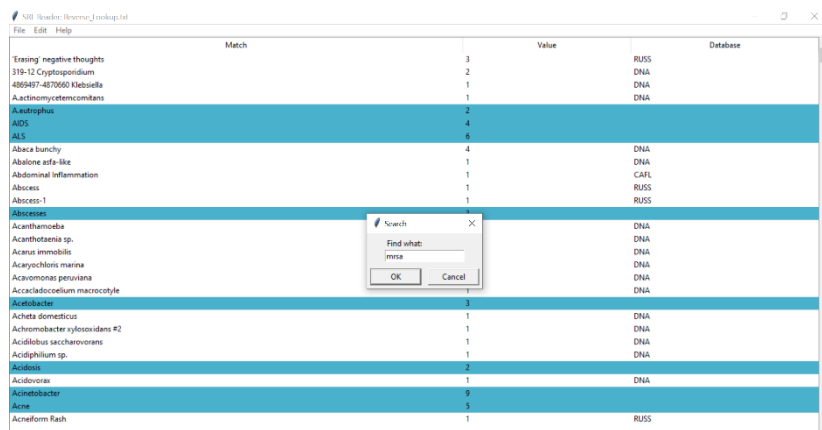 SRL Reader: Reverse_Lookup.txt
File Edit Help
Match Value Database
'Erasing' negative thoughts 3 RUSS
319-12 Cryptosporidium 2 DNA
4869497-4870660 Klebsiella 1 DNA
A.actinomycetemcomitans 1 DNA
A.eutrophus 2
AIDS 4
ALS 6
Abaca bunchy 4 DNA
Abalone asfa-like 1 DNA
Abdominal Inflammation 1 CAFL
Abscess 1 RUSS
Abscess-1 1 RUSS
Abscesses
Acanthamoeba DNA
Acanthotaenia sp. DNA
Acarus immobilis DNA
Acaryochloris marina DNA
Acavomonas peruviana DNA
Accacladocoelium macrocotyle 1 DNA
Acetobacter 3
Acheta domesticus 1 DNA
Achromobacter xylosoxidans #2 1 DNA
Acidilobus saccharovorans 1 DNA
Acidiphilium sp. 1 DNA
Acidosis 2
Acidovorax 1 DNA
Acinetobacter 9
Acne 5
Acneiform Rash 1 RUSS
Search
Find what:
mrsa
OK Cancel